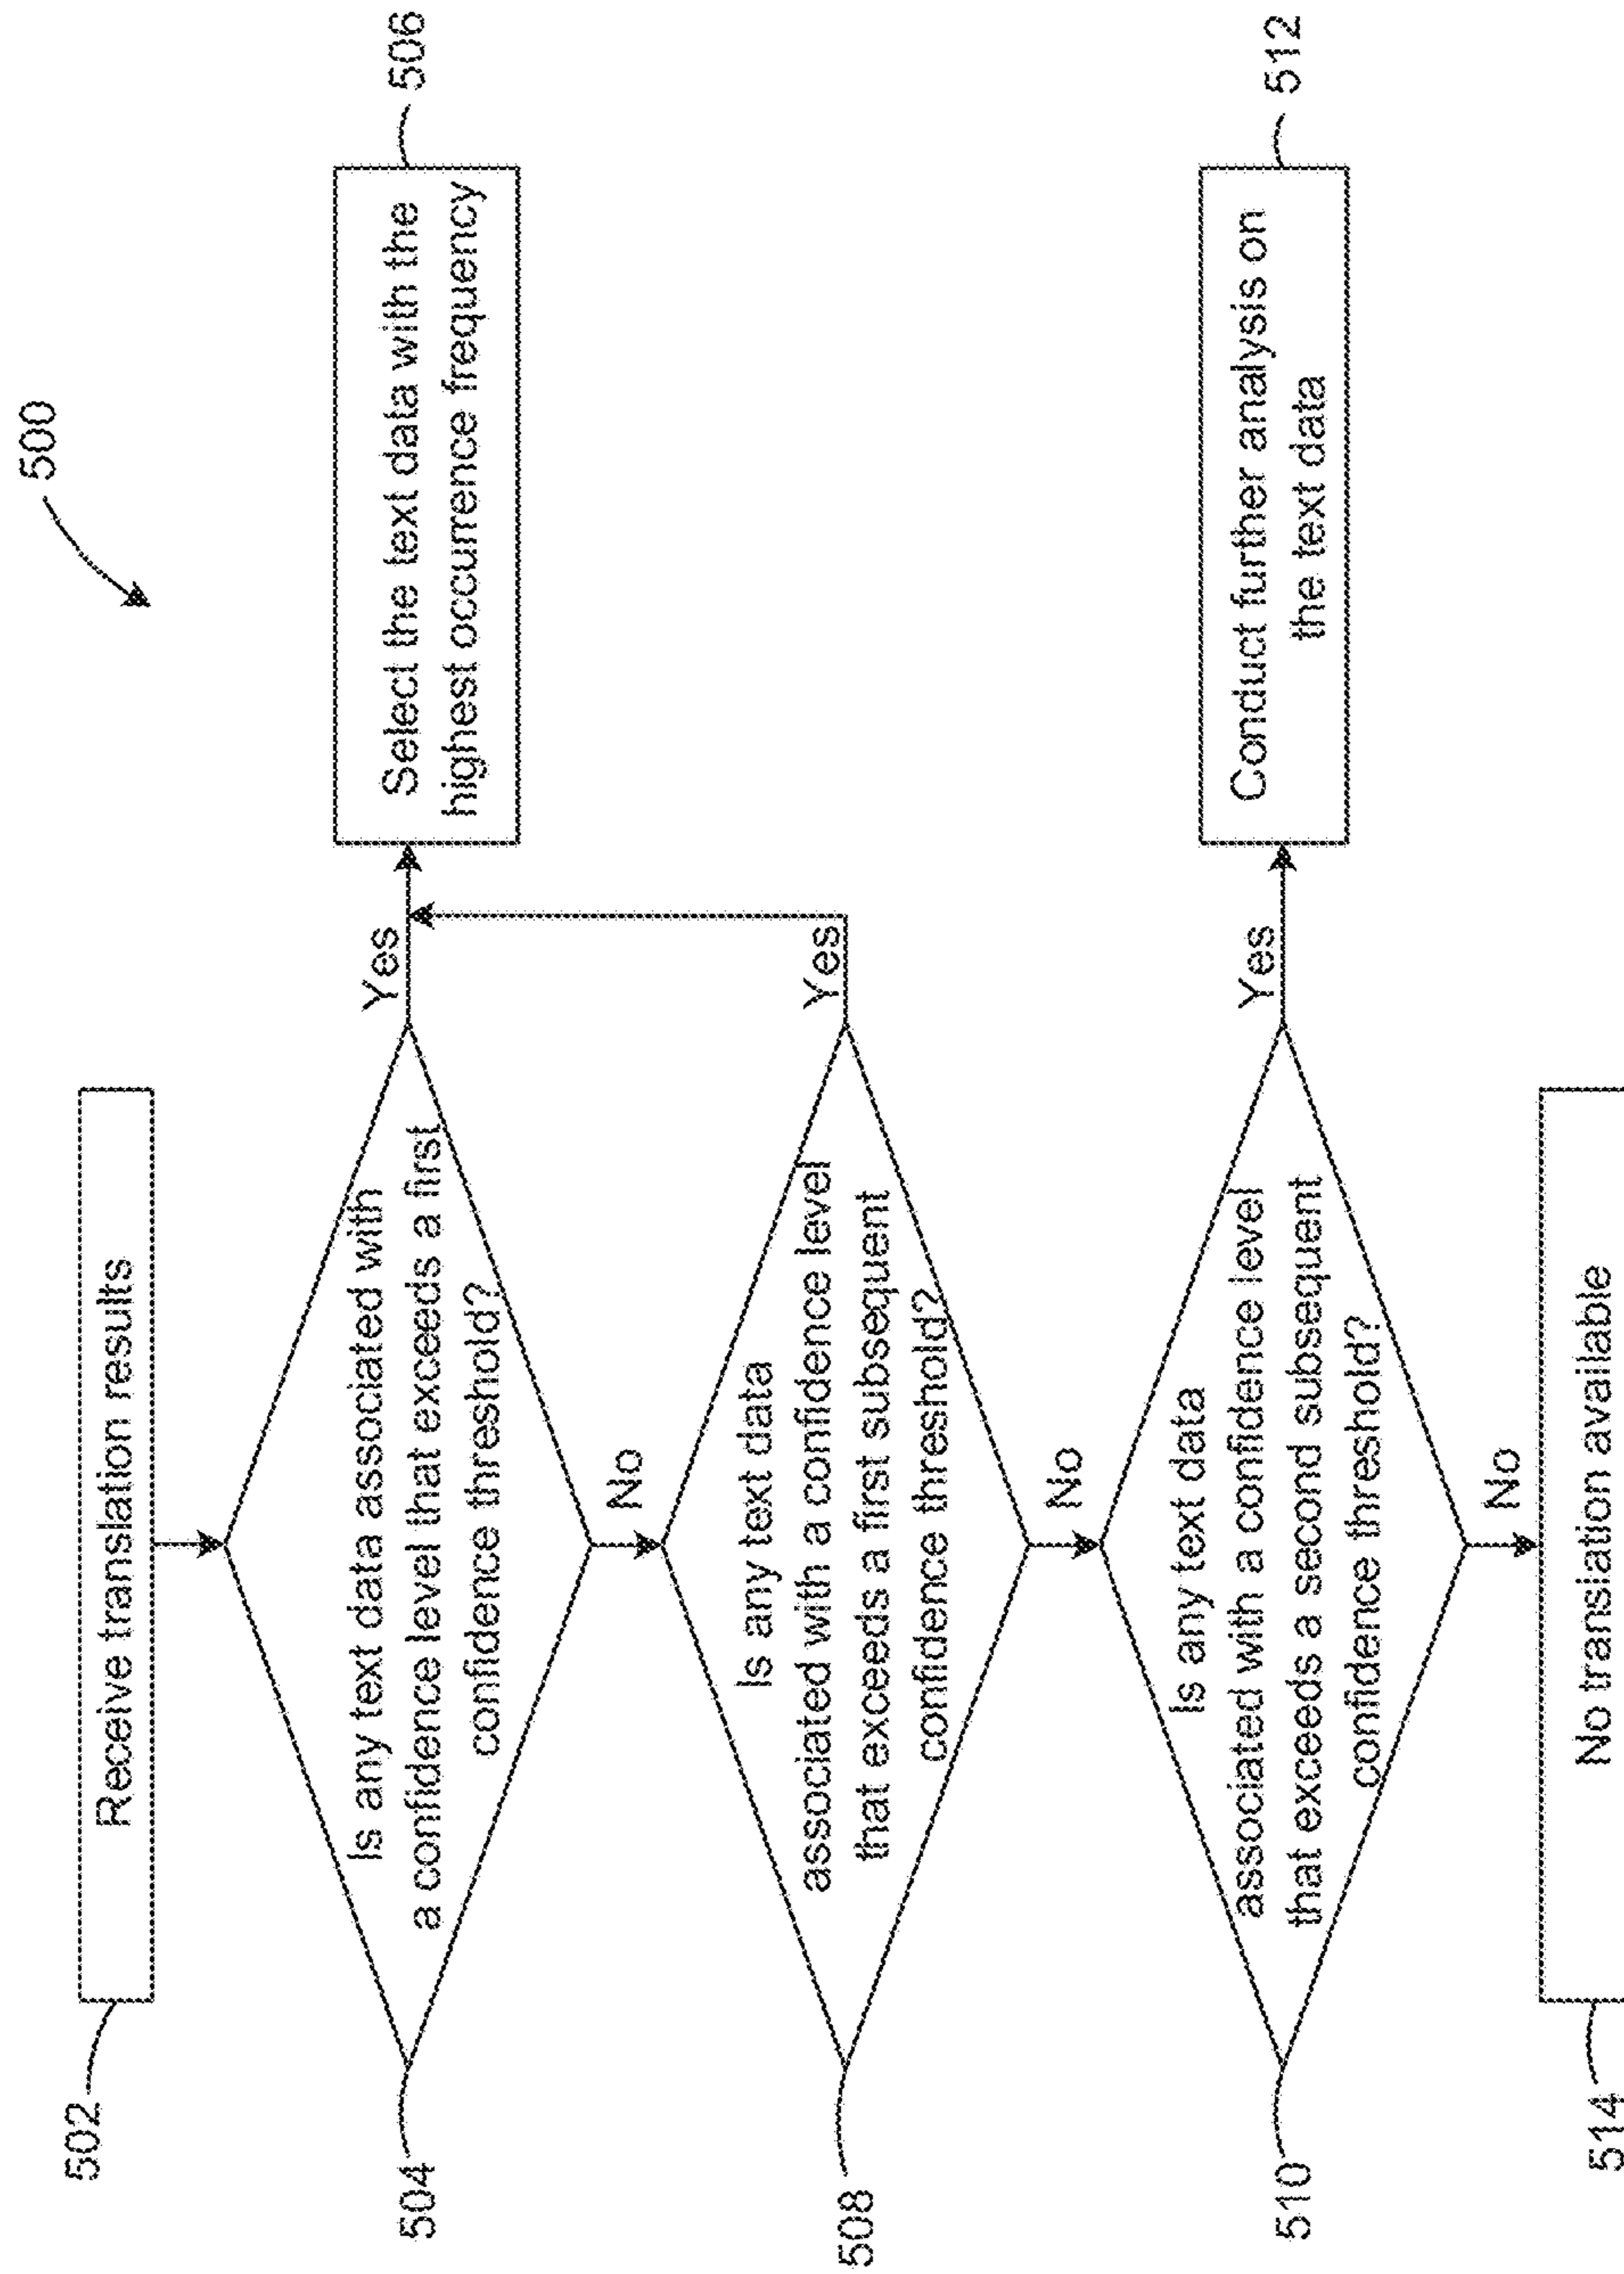 500
502
Receive translation results
504
Is any text data associated with
a confidence level that exceeds a first
confidence threshold?
Yes
Select the text data with the
highest occurrence frequency
506
No
508
Is any text data
associated with a confidence level
that exceeds a first subsequent
confidence threshold?
Yes
No
510
Is any text data
associated with a confidence level
that exceeds a second subsequent
confidence threshold?
Yes
Conduct further analysis on
the text data
512
No
514
No translation available